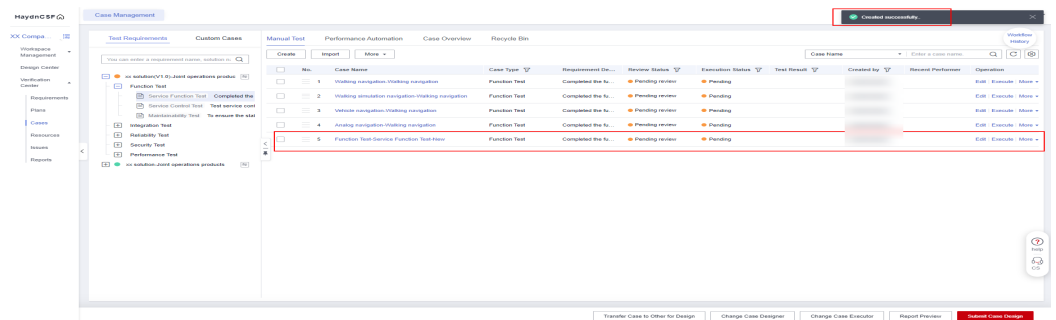 HaydnCSF
Case Management
Created successfully.
XX Compa...
Workspace Management
Design Center
Verification Center
Requirements
Plans
Cases
Resources
Issues
Reports
Test Requirements Custom Cases
You can enter a requirement name, solution n
xx solution(V1.0)-Joint operations produc
Function Test
Service Function Test Completed the
Service Control Test Test service cont
Maintainability Test To ensure the stat
Integration Test
Reliability Test
Security Test
Performance Test
xx solution-Joint operations products
Manual Test Performance Automation Case Overview Recycle Bin
Workflow History
Create Import More
Case Name Enter a case name.
No. Case Name Case Type Requirement De... Review Status Execution Status Test Result Created by Recent Performer Operation
1 Walking navigation-Walking navigation Function Test Completed the fu... Pending review Pending Edit Execute More
2 Walking simulation navigation-Walking navigation Function Test Completed the fu... Pending review Pending Edit Execute More
3 Vehicle navigation-Walking navigation Function Test Completed the fu... Pending review Pending Edit Execute More
4 Analog navigation-Walking navigation Function Test Completed the fu... Pending review Pending Edit Execute More
5 Function Test-Service Function Test-New Function Test Completed the fu... Pending review Pending Edit Execute More
help
CS
Transfer Case to Other for Design Change Case Designer Change Case Executor Report Preview Submit Case Design